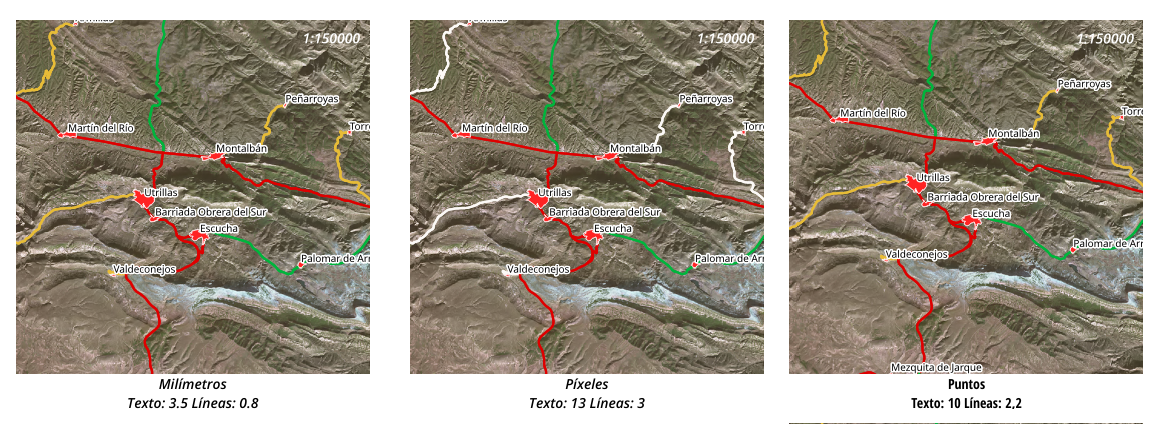 Utrillas
1:150000
Peñarroyas
Martín del Río
Montalbán
Utrillas
Barriada Obrera del Sur
Escucha
Palomar de Arr
Valdeconejos
Milímetros
Texto: 3.5 Líneas: 0.8
1:150000
Peñarroyas
Martín del Río
Torre
Montalbán
Utrillas
Barriada Obrera del Sur
Escucha
Palomar de Arr
Valdeconejos
Píxeles
Texto: 13 Líneas: 3
1:150000
Peñarroyas
Martín del Río
Torre
Montalbán
Utrillas
Barriada Obrera del Sur
Escucha
Palomar de Arr
Valdeconejos
Mezquita de Jarque
Puntos
Texto: 10 Líneas: 2,2